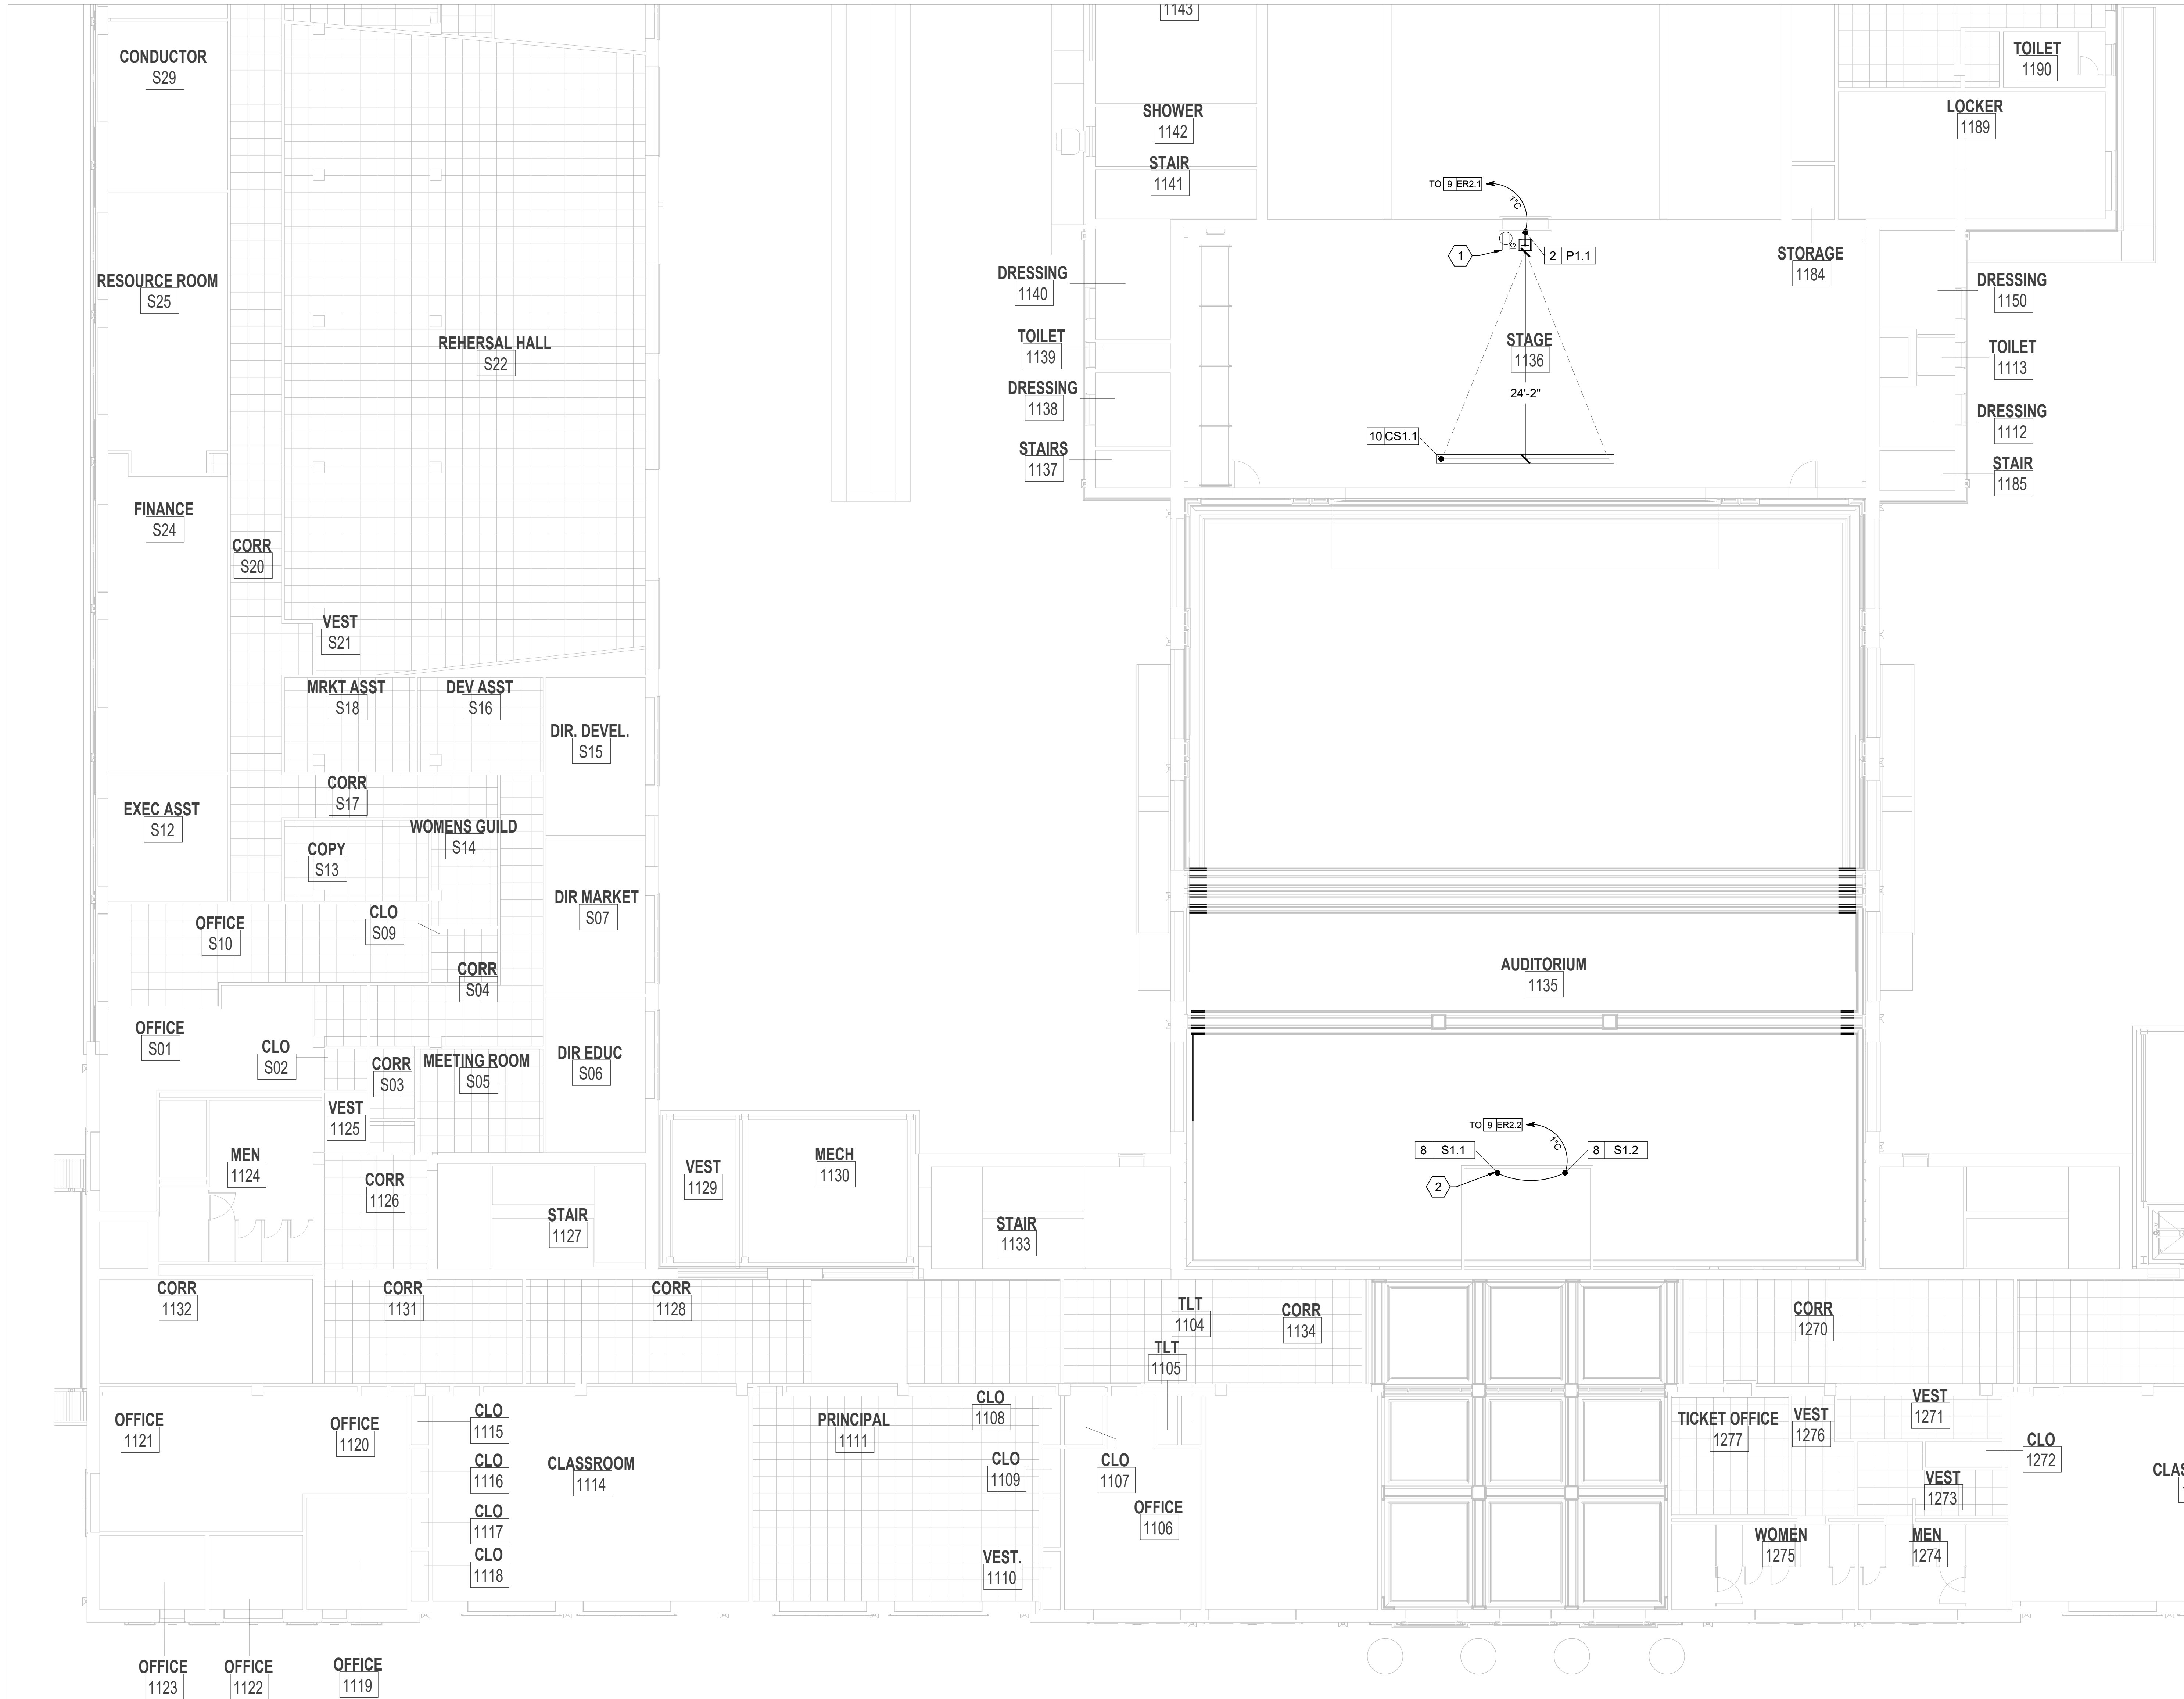 1143
CONDUCTOR
S29
TOILET
1190
SHOWER
1142
LOCKER
1189
STAIR
1141
TO 9 ER2.1
1"C
1
2 P1.1
STORAGE
1184
RESOURCE ROOM
S25
DRESSING
1140
DRESSING
1150
REHERSAL HALL
S22
TOILET
1139
STAGE
1136
TOILET
1113
24'-2"
DRESSING
1138
DRESSING
1112
10 CS1.1
STAIRS
1137
STAIR
1185
FINANCE
S24
CORR
S20
VEST
S21
MRKT ASST
S18
DEV ASST
S16
DIR. DEVEL.
S15
CORR
S17
EXEC ASST
S12
WOMENS GUILD
S14
COPY
S13
DIR MARKET
S07
OFFICE
S10
CLO
S09
CORR
S04
AUDITORIUM
1135
OFFICE
S01
CLO
S02
CORR
S03
MEETING ROOM
S05
DIR EDUC
S06
VEST
1125
TO 9 ER2.2
1"C
8 S1.1
8 S1.2
2
MEN
1124
VEST
1129
MECH
1130
CORR
1126
STAIR
1127
STAIR
1133
CORR
1132
CORR
1131
CORR
1128
TLT
1104
CORR
1134
CORR
1270
TLT
1105
OFFICE
1121
OFFICE
1120
CLO
1115
PRINCIPAL
1111
CLO
1108
TICKET OFFICE
1277
VEST
1276
VEST
1271
CLO
1116
CLASSROOM
1114
CLO
1109
CLO
1107
CLO
1272
VEST
1273
CLO
1117
OFFICE
1106
CLO
1118
VEST.
1110
WOMEN
1275
MEN
1274
OFFICE
1123
OFFICE
1122
OFFICE
1119